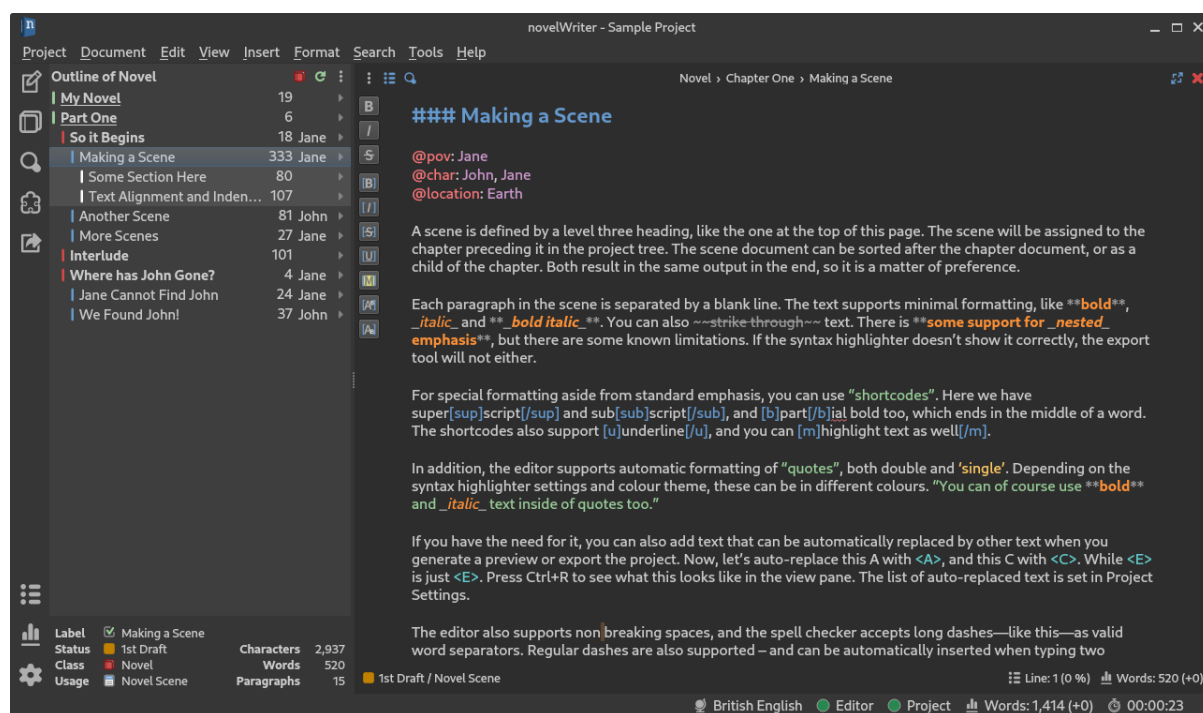 novelWriter - Sample Project
Project Document Edit View Insert Format Search Tools Help
Outline of Novel
My Novel 19
Part One 6
So it Begins 18 Jane
Making a Scene 333 Jane
Some Section Here 80
Text Alignment and Inden... 107
Another Scene 81 John
More Scenes 27 Jane
Interlude 101
Where has John Gone? 4 Jane
Jane Cannot Find John 24 Jane
We Found John! 37 John
Label Making a Scene
Status 1st Draft Characters 2,937
Class Novel Words 520
Usage Novel Scene Paragraphs 15
Novel › Chapter One › Making a Scene
B
I
S
[B]
[I]
[S]
[U]
[M]
### Making a Scene
@pov: Jane
@char: John, Jane
@location: Earth
A scene is defined by a level three heading, like the one at the top of this page. The scene will be assigned to the
chapter preceding it in the project tree. The scene document can be sorted after the chapter document, or as a
child of the chapter. Both result in the same output in the end, so it is a matter of preference.
Each paragraph in the scene is separated by a blank line. The text supports minimal formatting, like **bold**,
_italic_ and **_bold italic_**. You can also ~~strike through~~ text. There is **some support for _nested_
emphasis**, but there are some known limitations. If the syntax highlighter doesn’t show it correctly, the export
tool will not either.
For special formatting aside from standard emphasis, you can use “shortcodes”. Here we have
super[sup]script[/sup] and sub[sub]script[/sub], and [b]part[/b]ial bold too, which ends in the middle of a word.
The shortcodes also support [u]underline[/u], and you can [m]highlight text as well[/m].
In addition, the editor supports automatic formatting of “quotes”, both double and ‘single’. Depending on the
syntax highlighter settings and colour theme, these can be in different colours. “You can of course use **bold**
and _italic_ text inside of quotes too.”
If you have the need for it, you can also add text that can be automatically replaced by other text when you
generate a preview or export the project. Now, let’s auto-replace this A with <A>, and this C with <C>. While <E>
is just <E>. Press Ctrl+R to see what this looks like in the view pane. The list of auto-replaced text is set in Project
Settings.
The editor also supports non breaking spaces, and the spell checker accepts long dashes—like this—as valid
word separators. Regular dashes are also supported – and can be automatically inserted when typing two
1st Draft / Novel Scene Line: 1 (0 %) Words: 520 (+0)
British English Editor Project Words: 1,414 (+0) 00:00:23